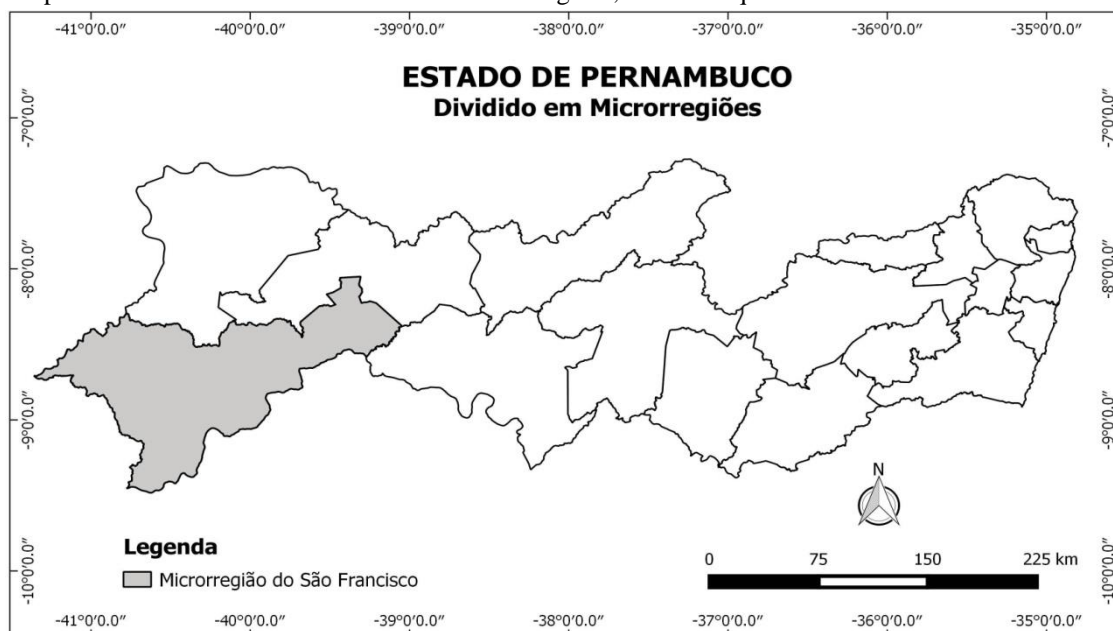 -41°0'0.0" -40°0'0.0" -39°0'0.0" -38°0'0.0" -37°0'0.0" -36°0'0.0" -35°0'0.0"
ESTADO DE PERNAMBUCO
Dividido em Microrregiões
-7°0'0.0" -7°0'0.0"
-8°0'0.0" -8°0'0.0"
-9°0'0.0" -9°0'0.0"
N
Legenda
0 75 150 225 km
Microrregião do São Francisco
-10°0'0.0" -10°0'0.0"
-41°0'0.0" -40°0'0.0" -39°0'0.0" -38°0'0.0" -37°0'0.0" -36°0'0.0" -35°0'0.0"